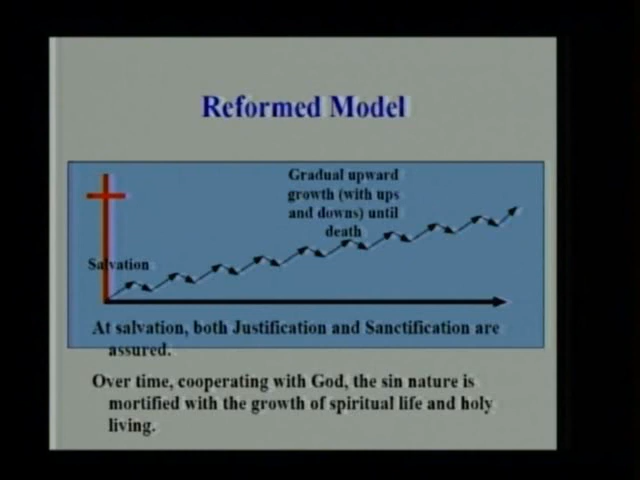 Reformed Model
Gradual upward
growth (with ups
and downs) until
death
Salvation
At salvation, both Justification and Sanctification are
assured.
Over time, cooperating with God, the sin nature is
mortified with the growth of spiritual life and holy
living.